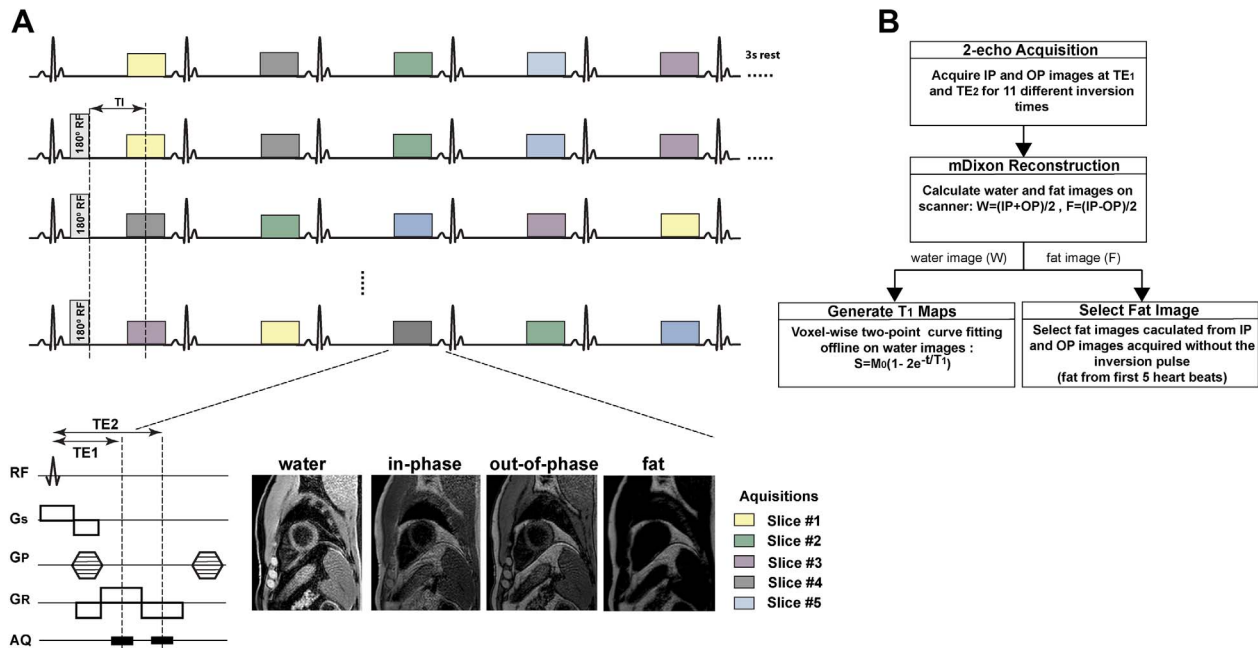 A
3s rest
.....
TI
180° RF
.....
180° RF
.....
180° RF
TE2
TE1
RF
Gs
GP
GR
AQ
water
in-phase
out-of-phase
fat
Aquisitions
Slice #1
Slice #2
Slice #3
Slice #4
Slice #5
B
2-echo Acquisition
Acquire IP and OP images at TE1
and TE2 for 11 different inversion
times
mDixon Reconstruction
Calculate water and fat images on
scanner: W=(IP+OP)/2 , F=(IP-OP)/2
water image (W)
fat image (F)
Generate T1 Maps
Voxel-wise two-point curve fitting
offline on water images :
S=M0(1- 2e-t/T1)
Select Fat Image
Select fat images caculated from IP
and OP images acquired without the
inversion pulse
(fat from first 5 heart beats)